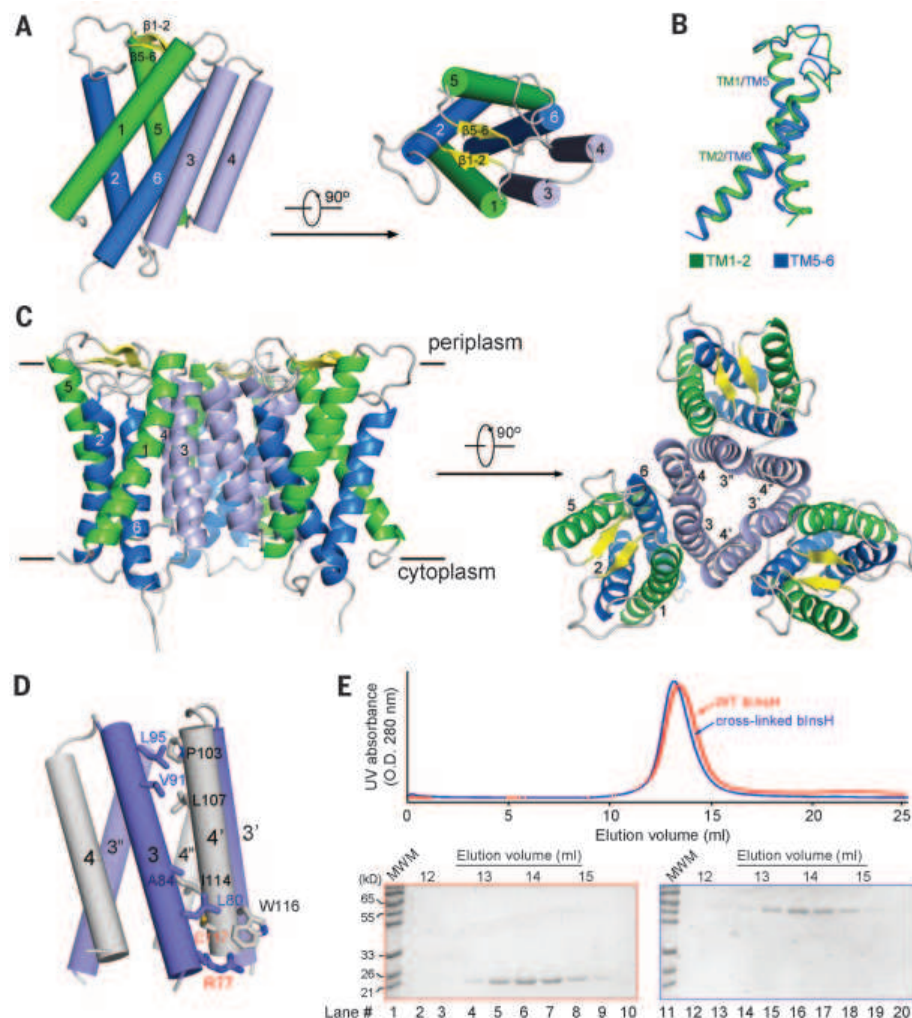 A
β1-2
β5-6
1
5
2
6
3
4
90°
5
2
6
β5-6
β1-2
4
1
3
B
TM1/TM5
TM2/TM6
TM1-2 TM5-6
C
periplasm
5
2
1
4
3
6
cytoplasm
90°
6
5
4
3"
4"
3'
3
4'
2
1
D
L95
P103
V91
L107
4
3"
3
4"
4'
3'
A84
I114
L80
W116
R77
E
UV absorbance
(O.D. 280 nm)
bInsH
cross-linked bInsH
0 5 10 15 20 25
Elution volume (ml)
MWM
Elution volume (ml)
(kD)
12 13 14 15
65
55
33
26
21
Lane # 1 2 3 4 5 6 7 8 9 10
MWM
Elution volume (ml)
12 13 14 15
11 12 13 14 15 16 17 18 19 20